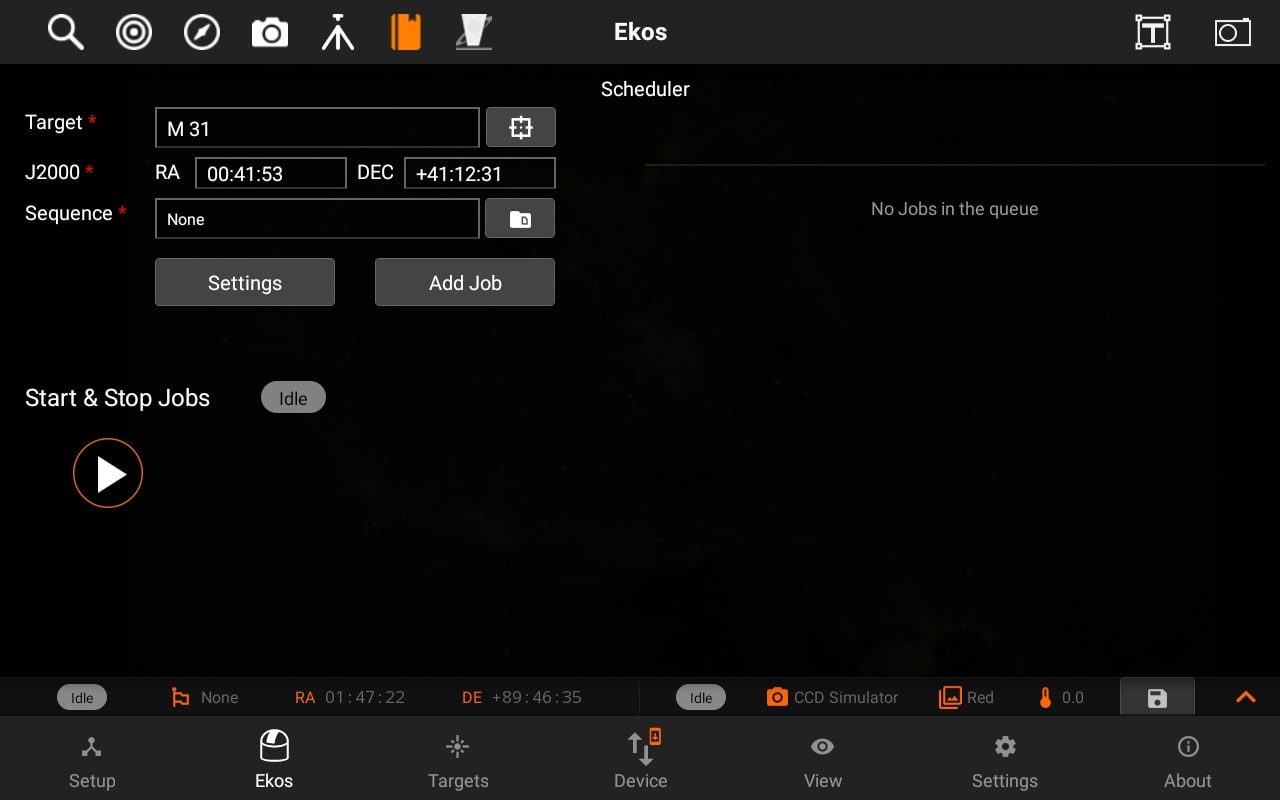 Ekos
Scheduler
Target *
M 31
J2000 *
RA 00:41:53 DEC +41:12:31
Sequence *
None
No Jobs in the queue
Settings
Add Job
Start & Stop Jobs
Idle
Idle None RA 01:47:22 DE +89:46:35 Idle CCD Simulator Red 0.0
Setup Ekos Targets Device View Settings About